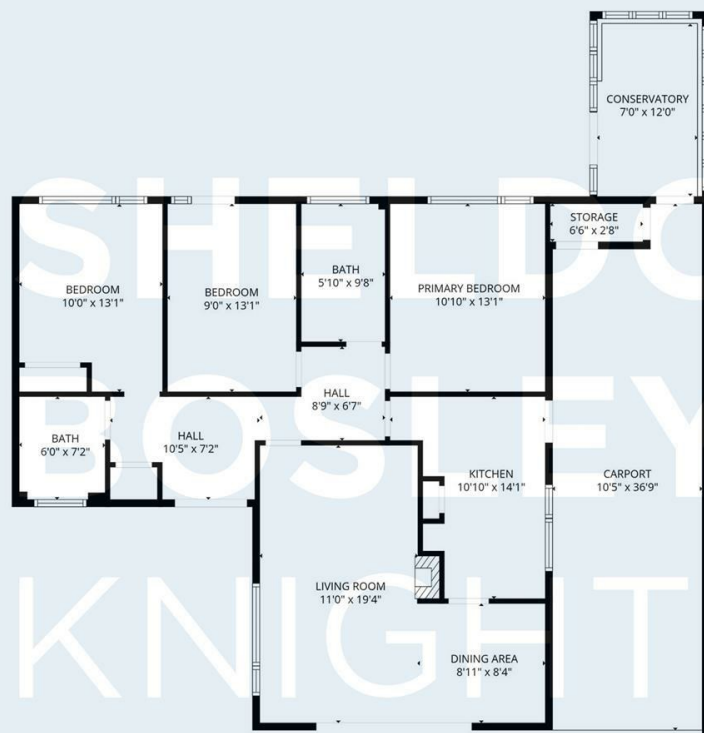 CONSERVATORY
7'0" x 12'0"
STORAGE
6'6" x 2'8"
BEDROOM
10'0" x 13'1"
BEDROOM
9'0" x 13'1"
BATH
5'10" x 9'8"
PRIMARY BEDROOM
10'10" x 13'1"
HALL
8'9" x 6'7"
BATH
6'0" x 7'2"
HALL
10'5" x 7'2"
KITCHEN
10'10" x 14'1"
CARPORT
10'5" x 36'9"
LIVING ROOM
11'0" x 19'4"
DINING AREA
8'11" x 8'4"
SHELDO
BOSLEY
KNIGHT